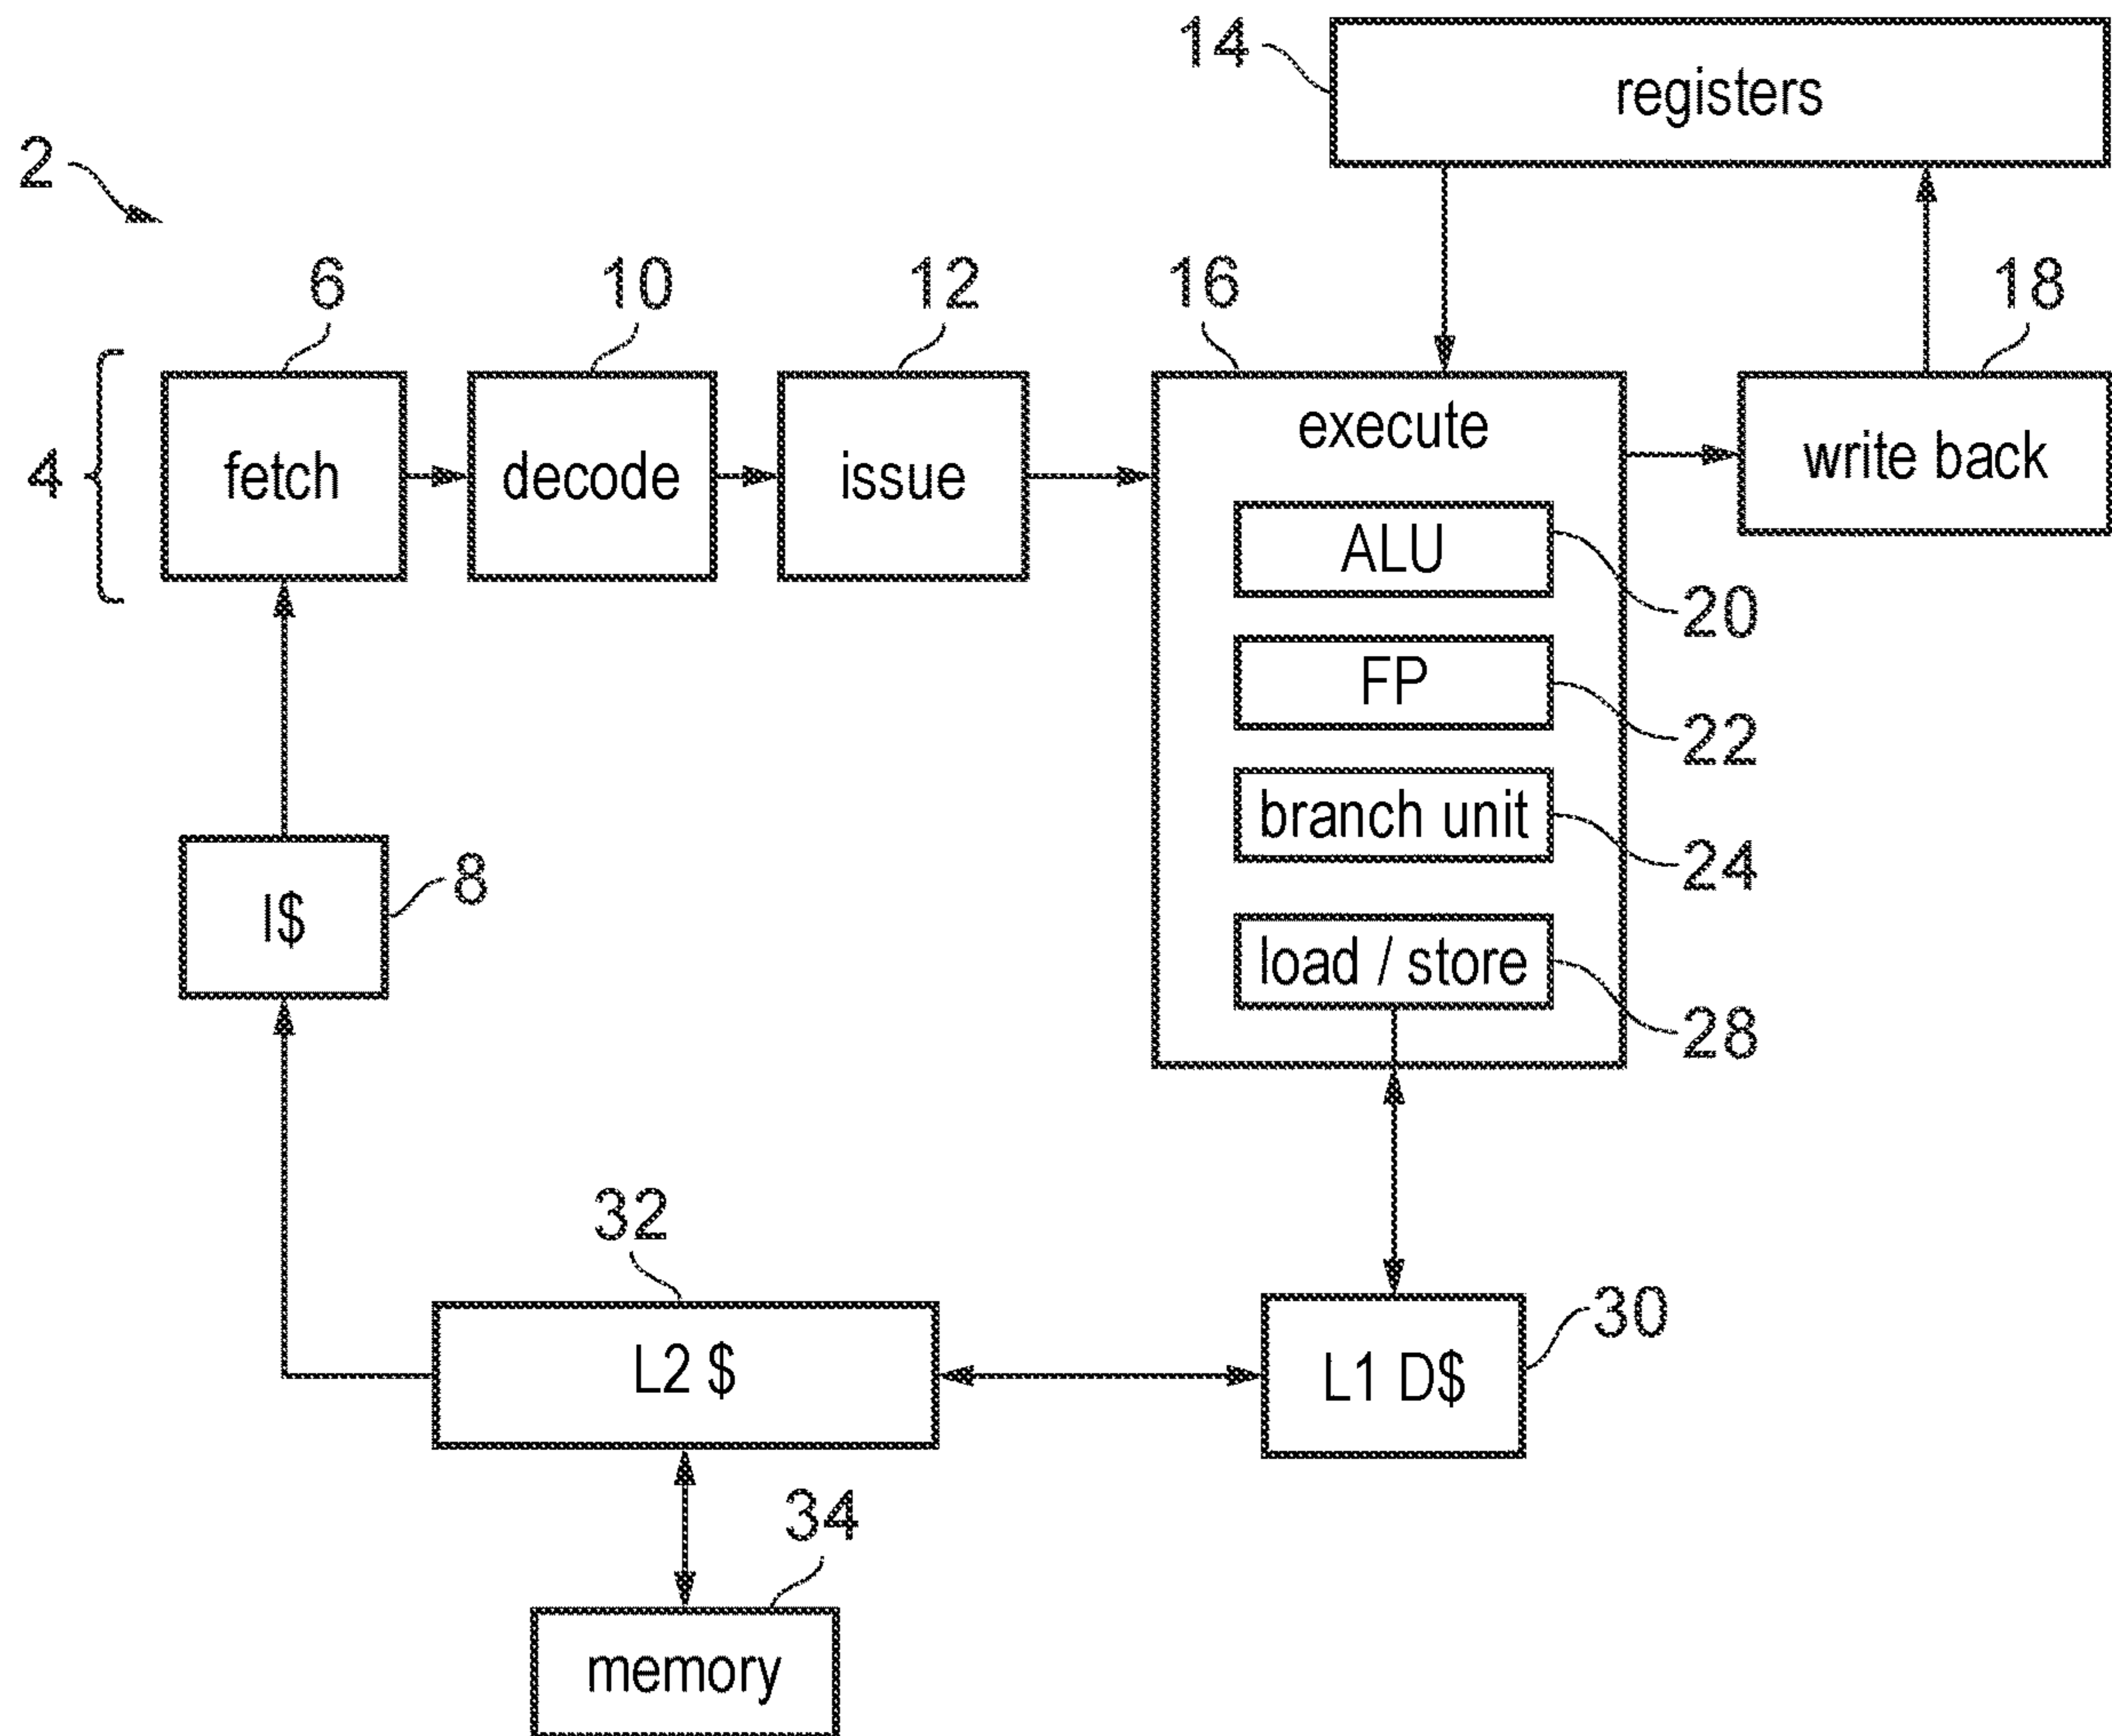 14
registers
2
6
10
12
16
18
4
fetch
decode
issue
execute
write back
ALU
20
FP
22
branch unit
24
I$
8
load / store
28
32
30
L2 $
L1 D$
34
memory